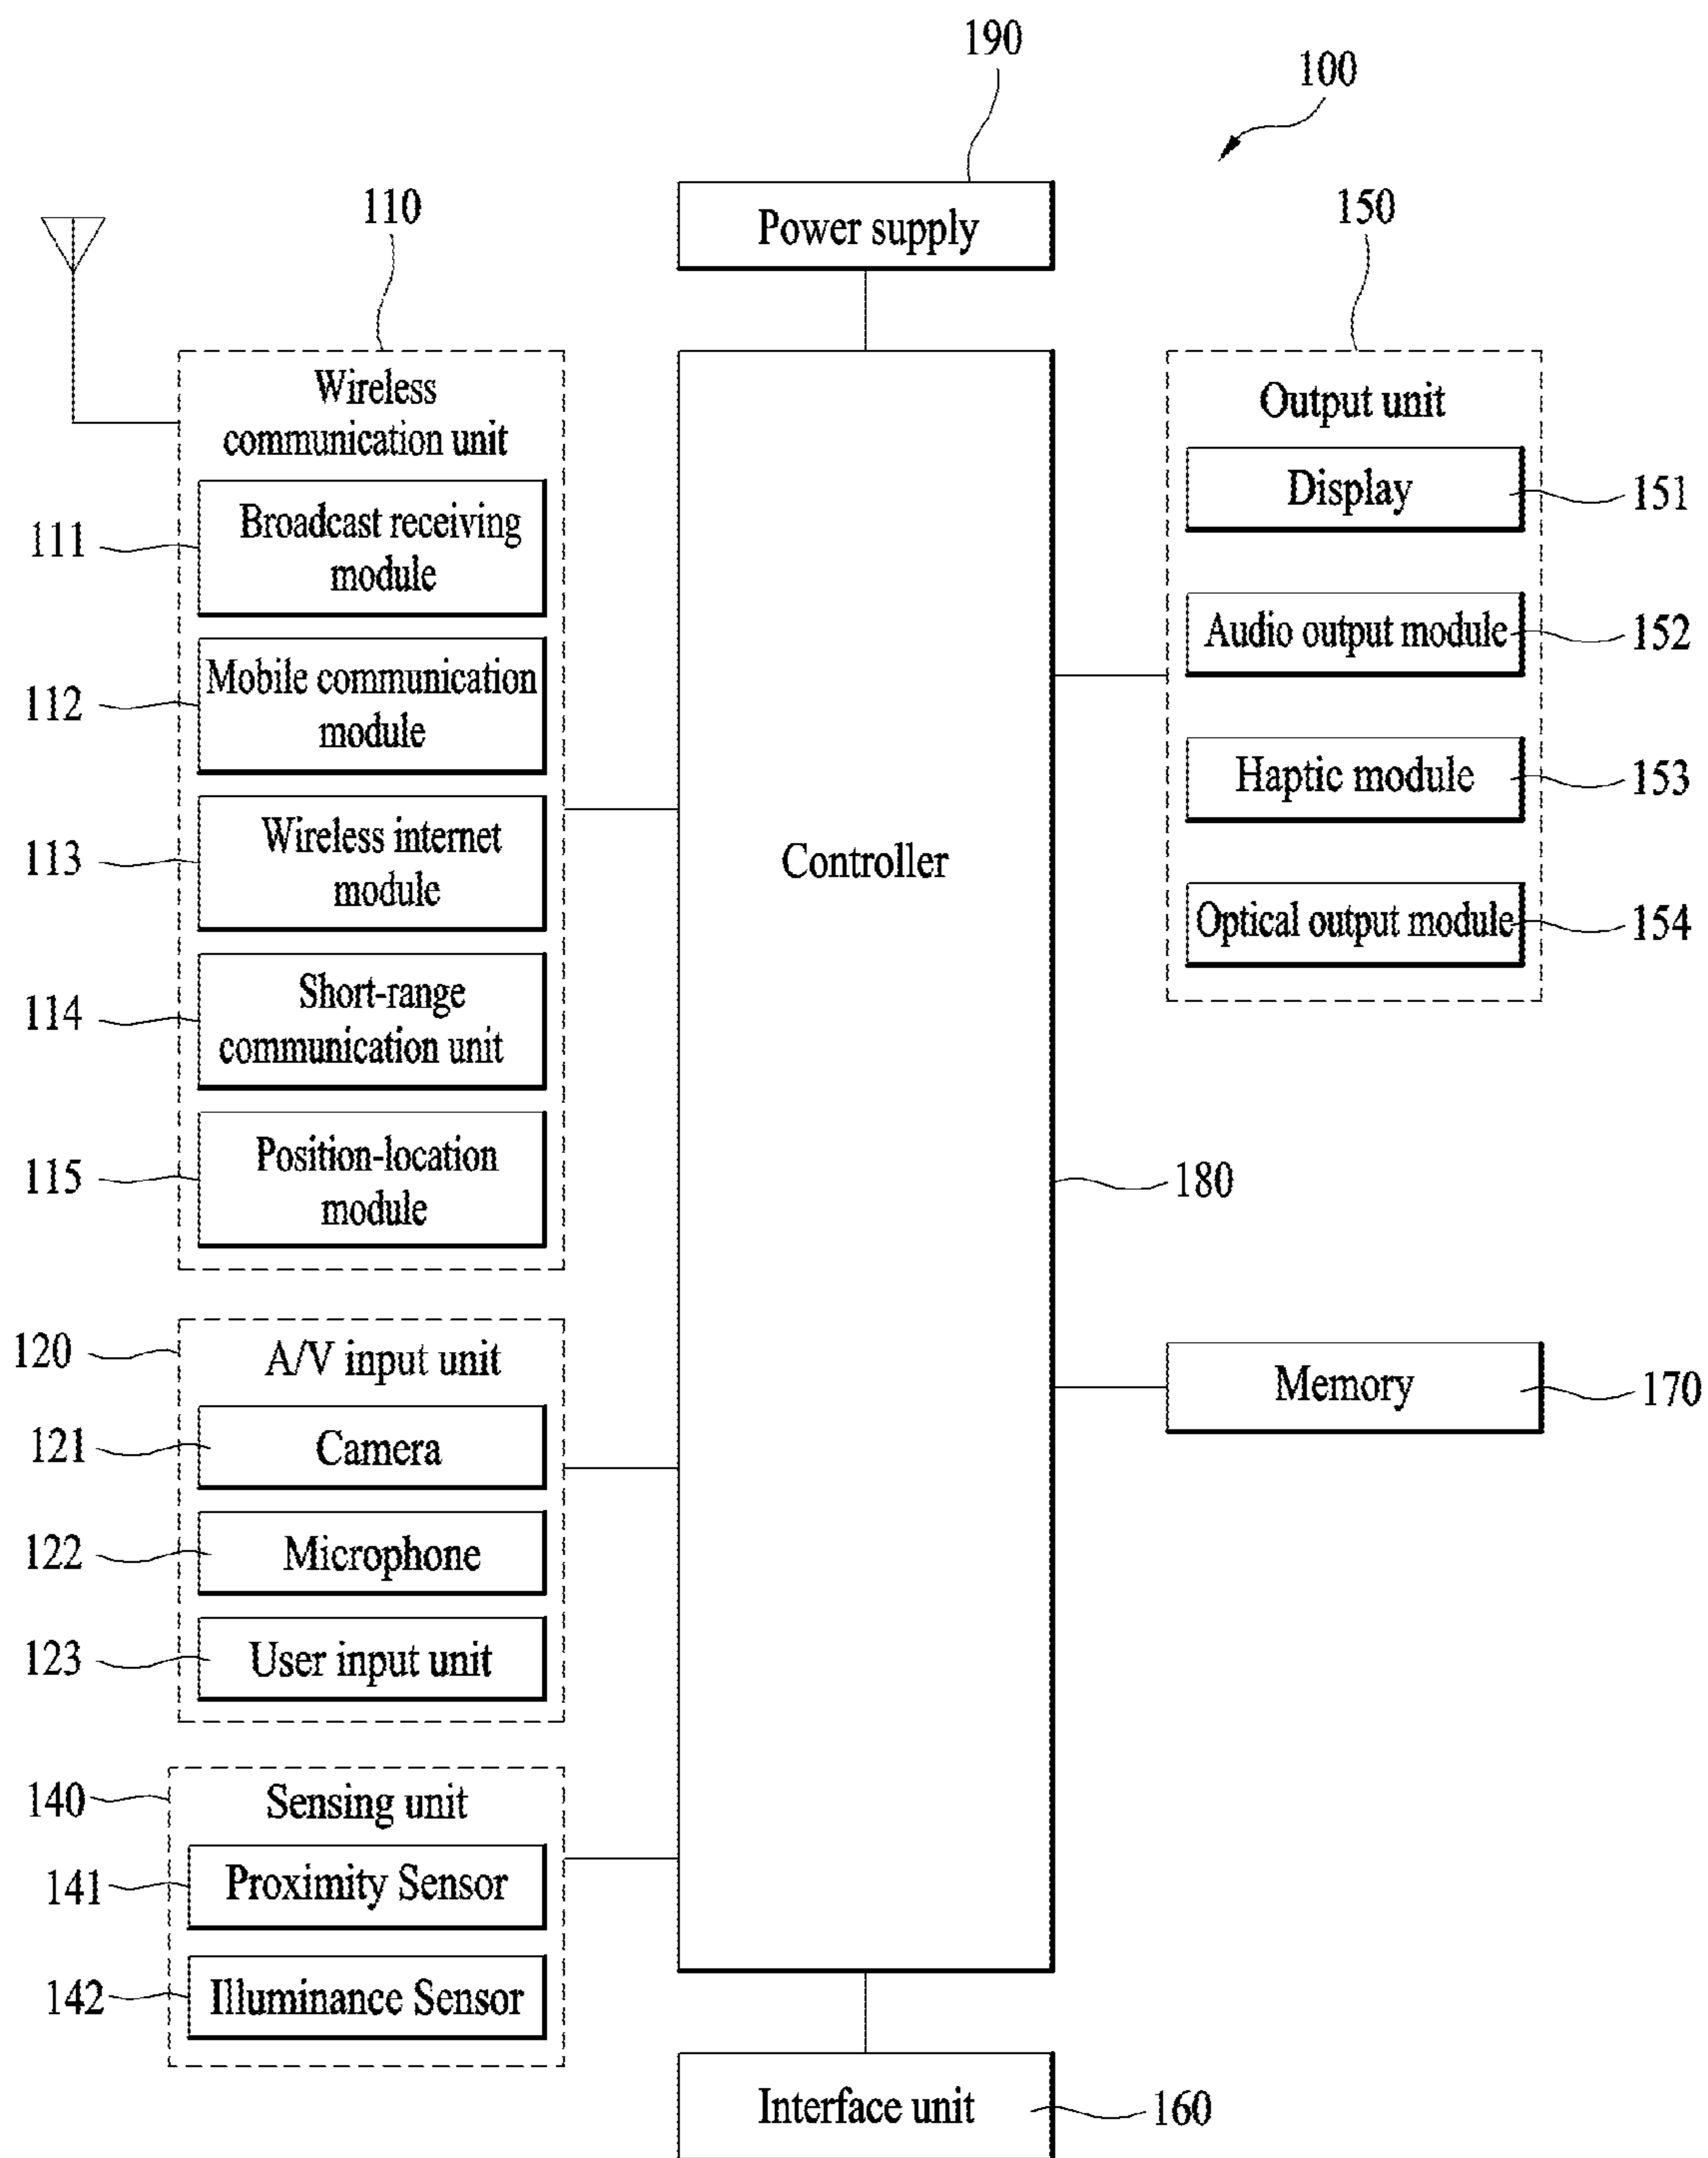 190
100
Power supply
110
150
Wireless
communication unit
111
Broadcast receiving
module
112
Mobile communication
module
113
Wireless internet
module
114
Short-range
communication unit
115
Position-location
module
120
A/V input unit
121
Camera
122
Microphone
123
User input unit
140
Sensing unit
141
Proximity Sensor
142
Illuminance Sensor
Controller
180
Output unit
Display
151
Audio output module
152
Haptic module
153
Optical output module
154
Memory
170
Interface unit
160